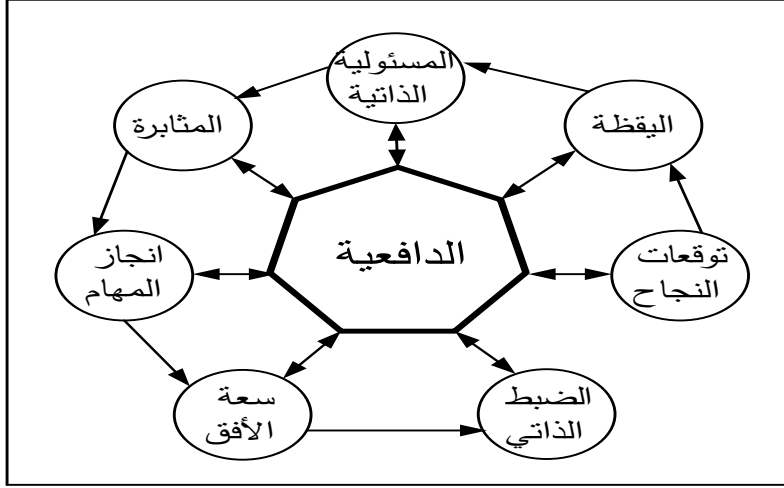 المسئولية
الذاتية
اليقظة
المثابرة
الدافعية
توقعات
النجاح
انجاز
المهام
الضبط
الذاتي
سعة
الأفق